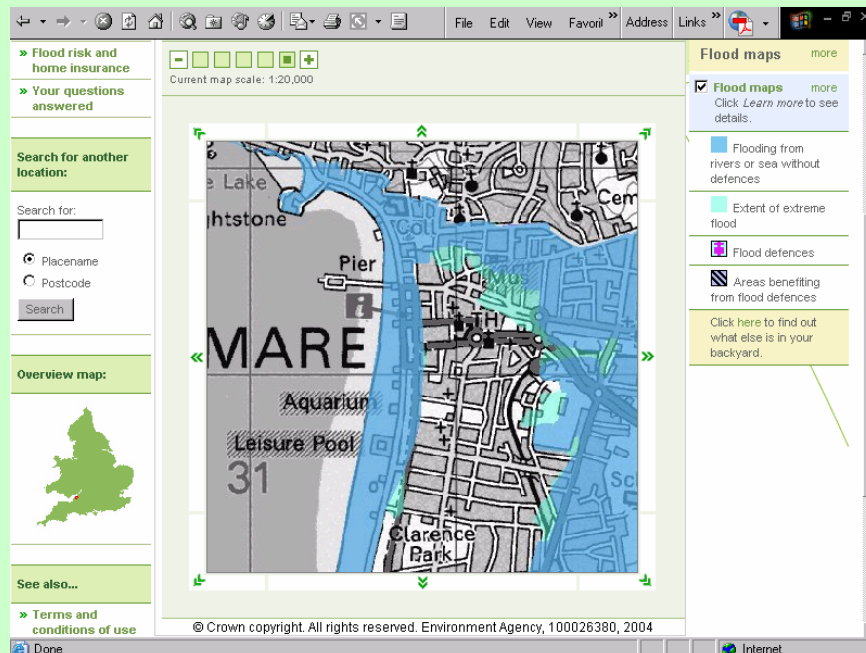 File Edit View Favorit » Address Links »
» Flood risk and
home insurance
» Your questions
answered
Search for another
location:
Search for:
Placename
Postcode
Search
Overview map:
See also...
» Terms and
conditions of use
Current map scale: 1:20,000
e Lake
ghtstone
Coll
Cem
Pier
Mus
i
MARE
Aquarium
Leisure Pool
31
Sch
Clarence
Park
© Crown copyright. All rights reserved. Environment Agency, 100026380, 2004
Flood maps more
Flood maps more
Click Learn more to see
details.
Flooding from
rivers or sea without
defences
Extent of extreme
flood
Flood defences
Areas benefiting
from flood defences
Click here to find out
what else is in your
backyard.
Done
Internet